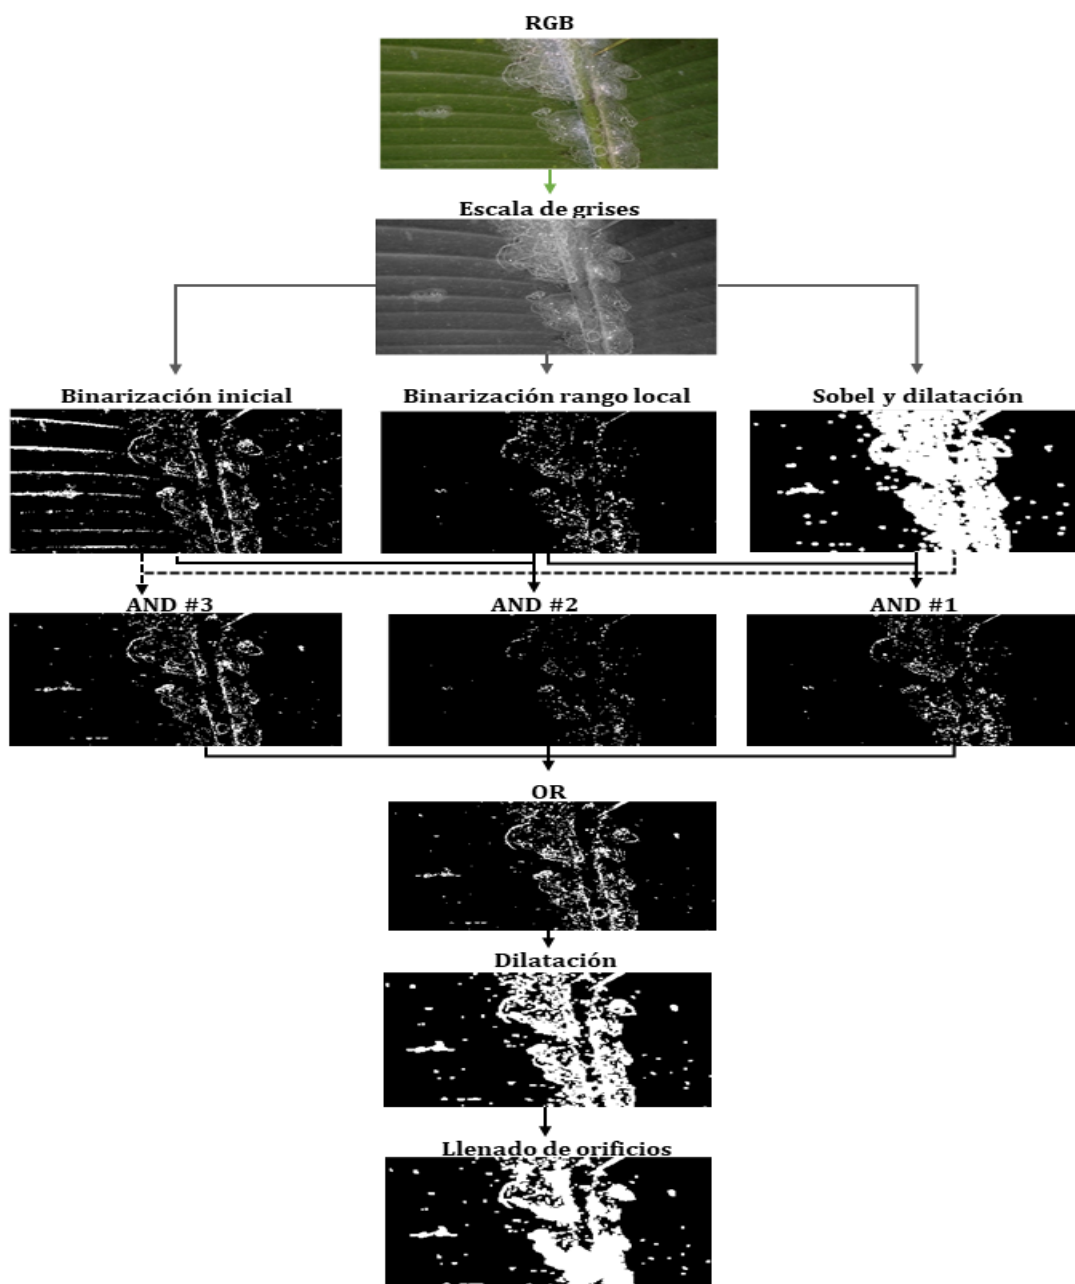 RGB
Escala de grises
Binarización inicial
Binarización rango local
Sobel y dilatación
AND #3
AND #2
AND #1
OR
Dilatación
Llenado de orificios